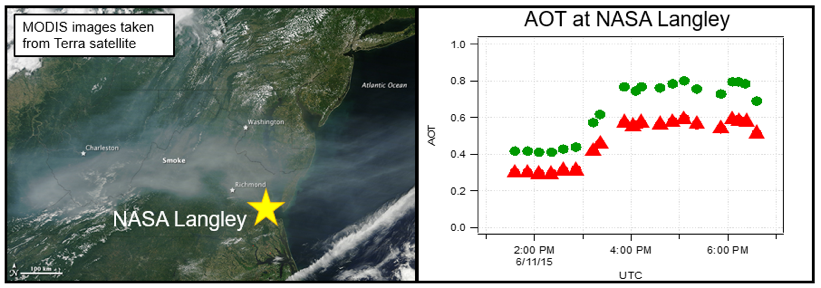 MODIS images taken
from Terra satellite
Atlantic Ocean
Washington
Charleston
Smoke
Richmond
NASA Langley
N
100 km
AOT at NASA Langley
1.0
0.8
0.6
0.4
0.2
0.0
AOT
2:00 PM
4:00 PM
6:00 PM
6/11/15
UTC